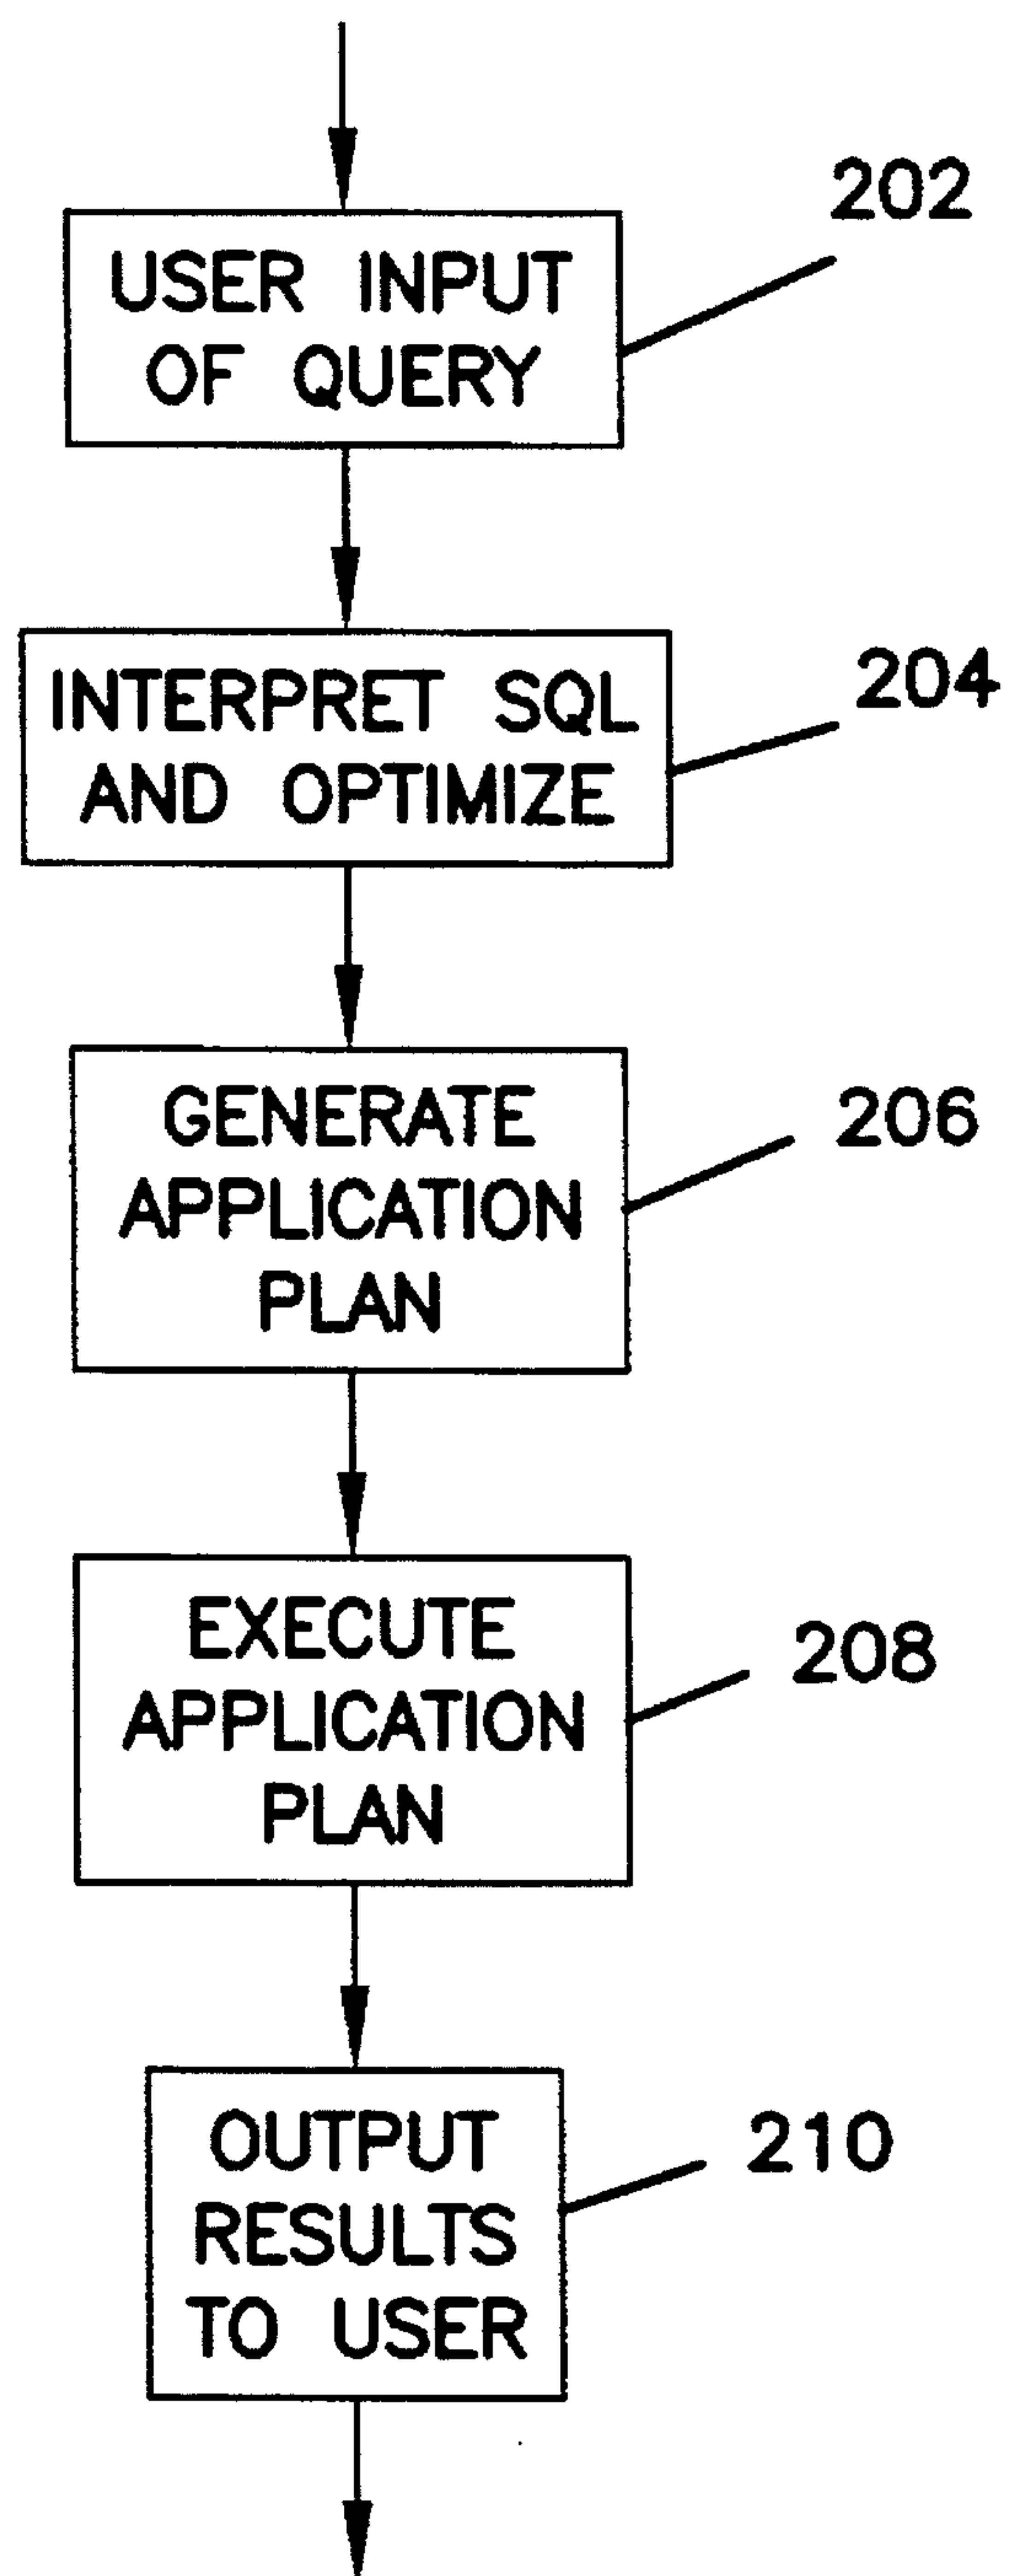 202
USER INPUT
OF QUERY
204
INTERPRET SQL
AND OPTIMIZE
206
GENERATE
APPLICATION
PLAN
208
EXECUTE
APPLICATION
PLAN
210
OUTPUT
RESULTS
TO USER